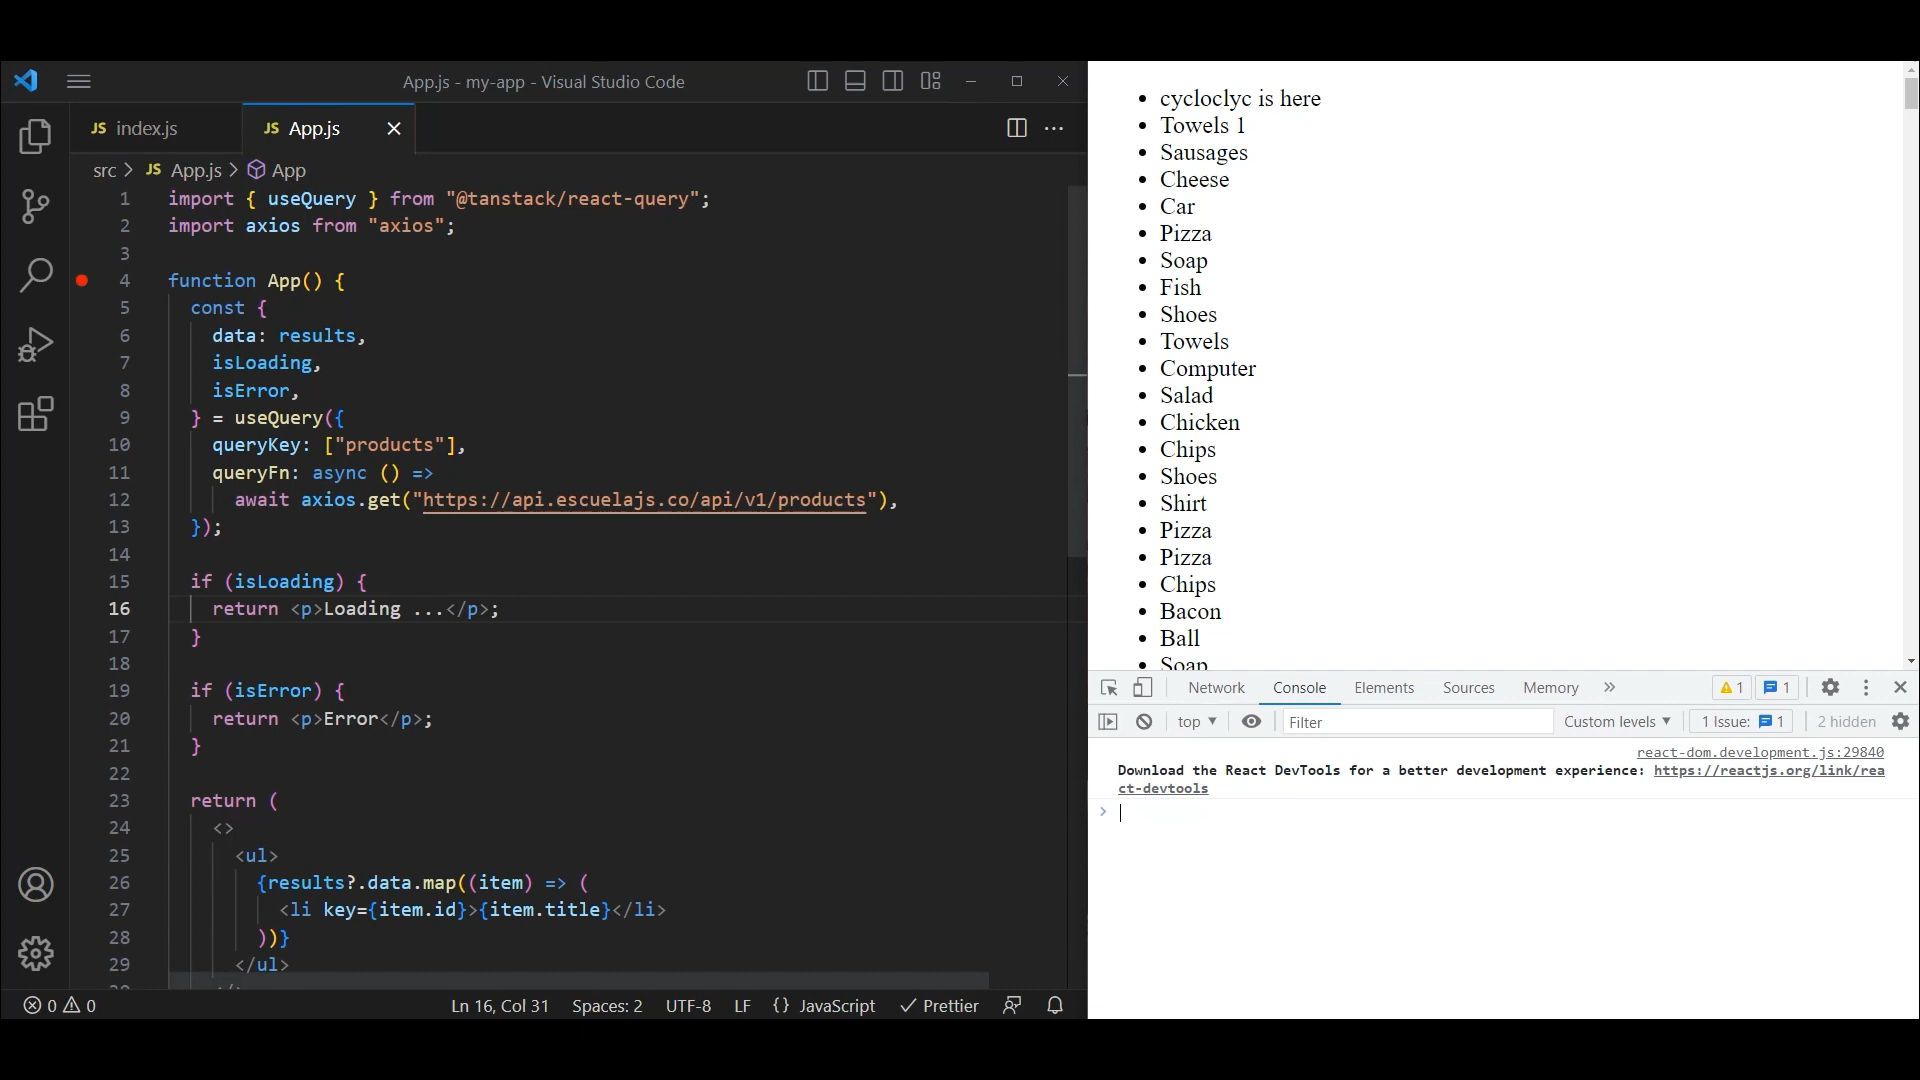 App.js - my-app - Visual Studio Code
JS index.js
JS App.js
src > JS App.js > App
1 import { useQuery } from "@tanstack/react-query";
2 import axios from "axios";
3
4 function App() {
5 const {
6 data: results,
7 isLoading,
8 isError,
9 } = useQuery({
10 queryKey: ["products"],
11 queryFn: async () =>
12 await axios.get("https://api.escuelajs.co/api/v1/products"),
13 });
14
15 if (isLoading) {
16 return <p>Loading ...</p>;
17 }
18
19 if (isError) {
20 return <p>Error</p>;
21 }
22
23 return (
24 <>
25 <ul>
26 {results?.data.map((item) => (
27 <li key={item.id}>{item.title}</li>
28 ))}
29 </ul>
0 0 Ln 16, Col 31 Spaces: 2 UTF-8 LF {} JavaScript Prettier
• cycloclyc is here
• Towels 1
• Sausages
• Cheese
• Car
• Pizza
• Soap
• Fish
• Shoes
• Towels
• Computer
• Salad
• Chicken
• Chips
• Shoes
• Shirt
• Pizza
• Pizza
• Chips
• Bacon
• Ball
• Soap
Network Console Elements Sources Memory » 1 1
top Filter Custom levels 1 Issue: 1 2 hidden
react-dom.development.js:29840
Download the React DevTools for a better development experience: https://reactjs.org/link/rea
ct-devtools
>